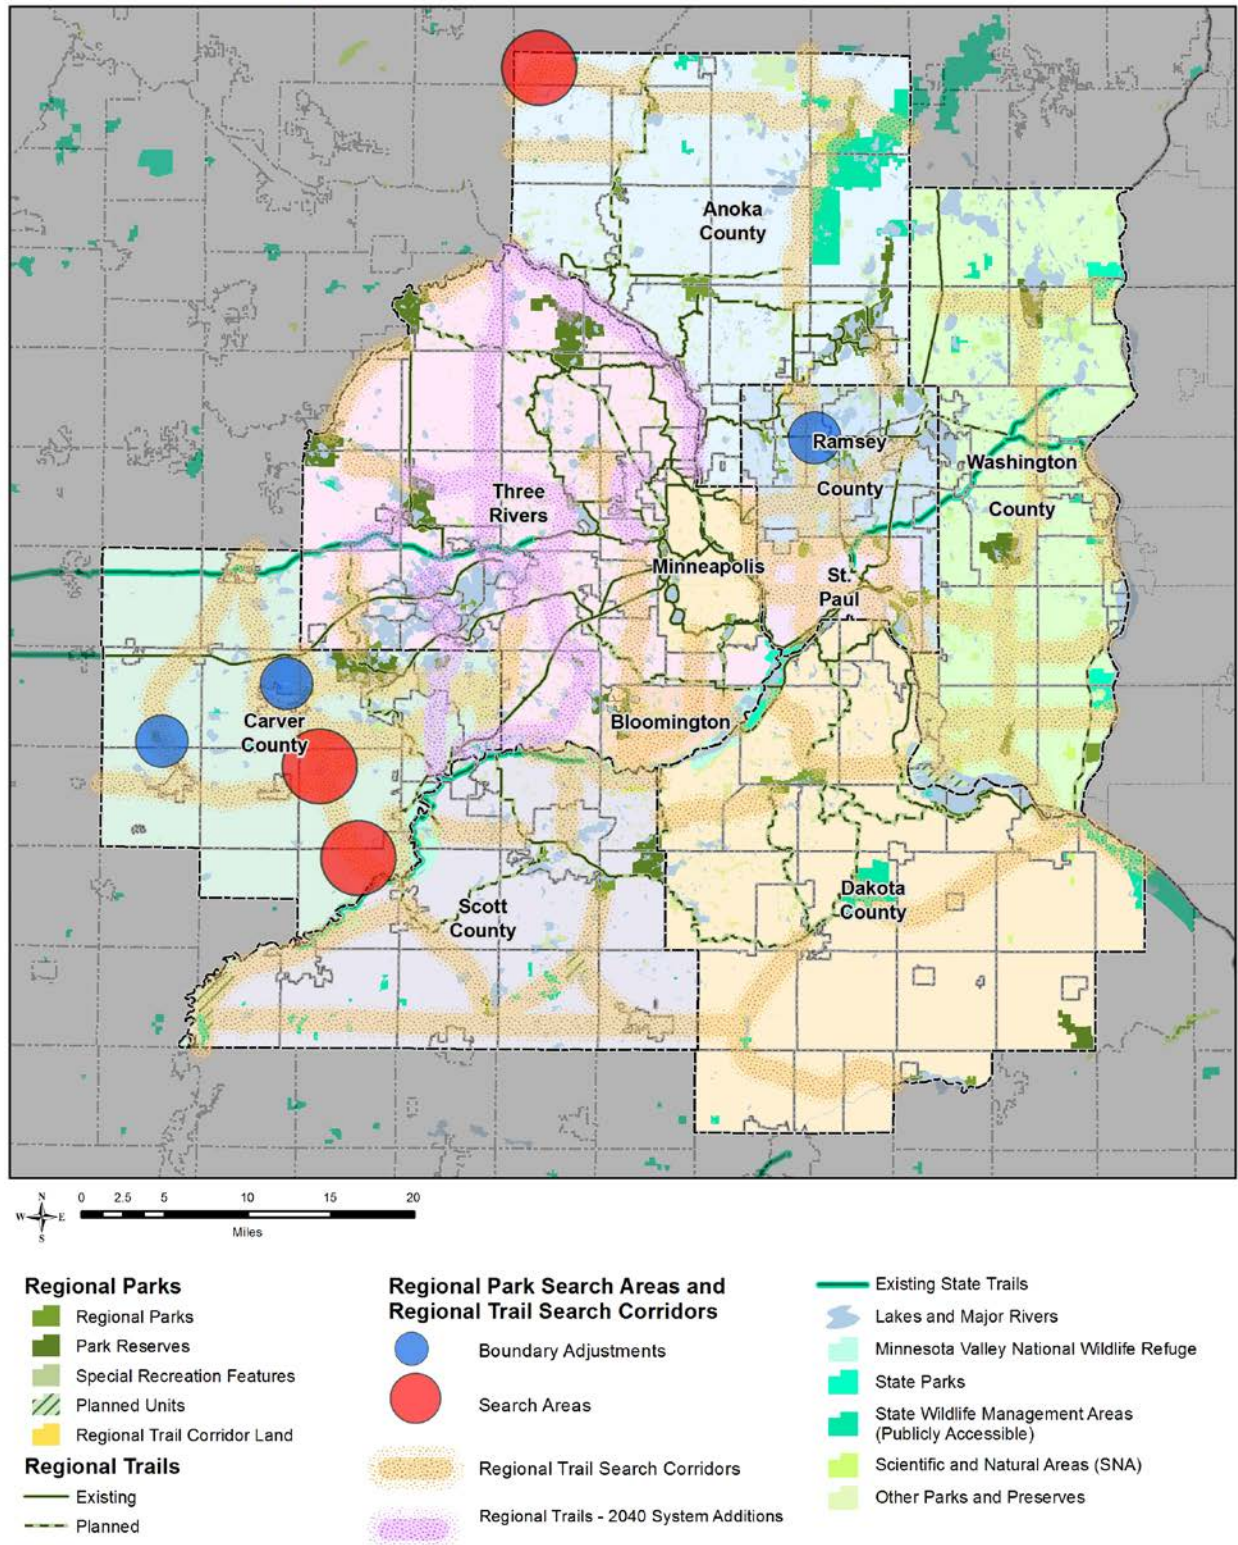 Anoka
County
Ramsey
County
Washington
County
Three
Rivers
Minneapolis
St.
Paul
Carver
County
Bloomington
Scott
County
Dakota
County
N
W E
S
0 2.5 5 10 15 20
Miles
Regional Parks
Regional Parks
Park Reserves
Special Recreation Features
Planned Units
Regional Trail Corridor Land
Regional Trails
Existing
Planned
Regional Park Search Areas and
Regional Trail Search Corridors
Boundary Adjustments
Search Areas
Regional Trail Search Corridors
Regional Trails - 2040 System Additions
Existing State Trails
Lakes and Major Rivers
Minnesota Valley National Wildlife Refuge
State Parks
State Wildlife Management Areas
(Publicly Accessible)
Scientific and Natural Areas (SNA)
Other Parks and Preserves